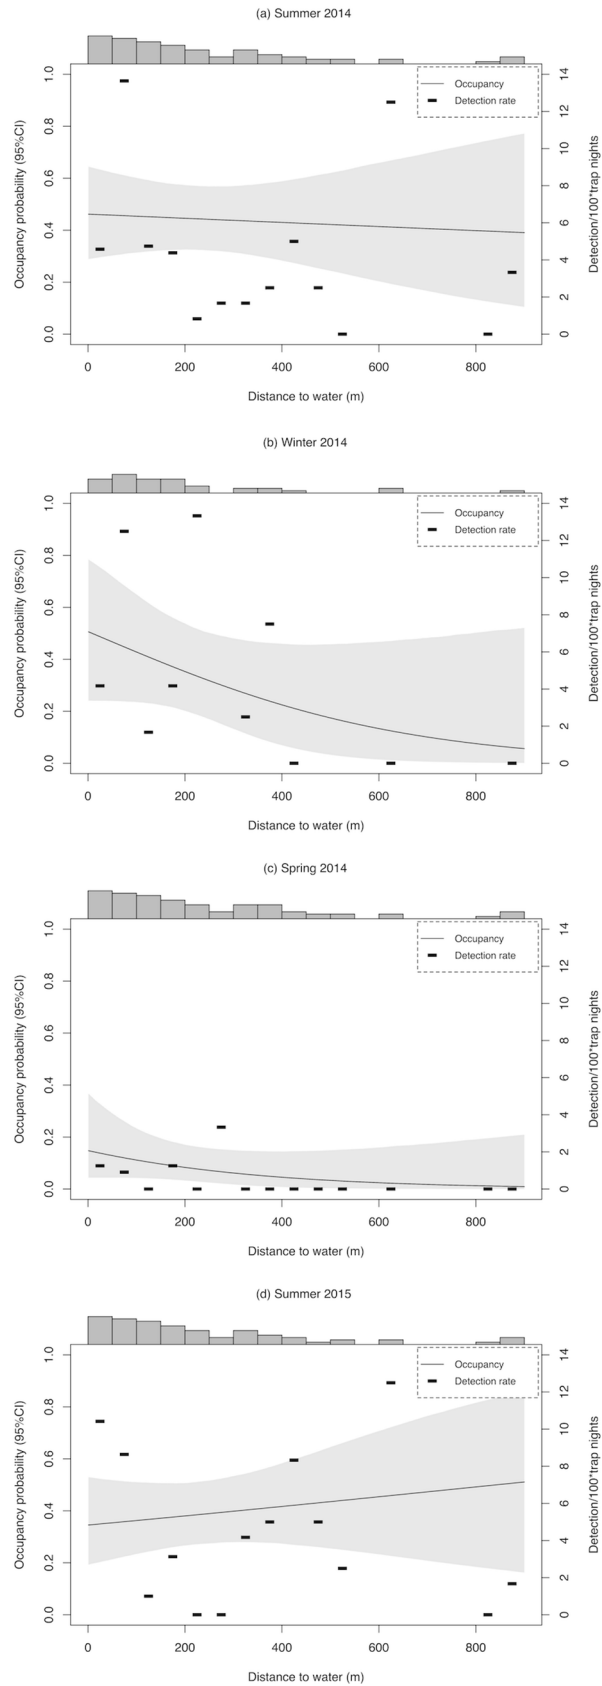 (a) Summer 2014
Occupancy
Detection rate
Occupancy probability (95%CI)
0.0 0.2 0.4 0.6 0.8 1.0
Detection/100*trap nights
0 2 4 6 8 10 12 14
0 200 400 600 800
Distance to water (m)
(b) Winter 2014
Occupancy
Detection rate
Occupancy probability (95%CI)
0.0 0.2 0.4 0.6 0.8 1.0
Detection/100*trap nights
0 2 4 6 8 10 12 14
0 200 400 600 800
Distance to water (m)
(c) Spring 2014
Occupancy
Detection rate
Occupancy probability (95%CI)
0.0 0.2 0.4 0.6 0.8 1.0
Detection/100*trap nights
0 2 4 6 8 10 12 14
0 200 400 600 800
Distance to water (m)
(d) Summer 2015
Occupancy
Detection rate
Occupancy probability (95%CI)
0.0 0.2 0.4 0.6 0.8 1.0
Detection/100*trap nights
0 2 4 6 8 10 12 14
0 200 400 600 800
Distance to water (m)